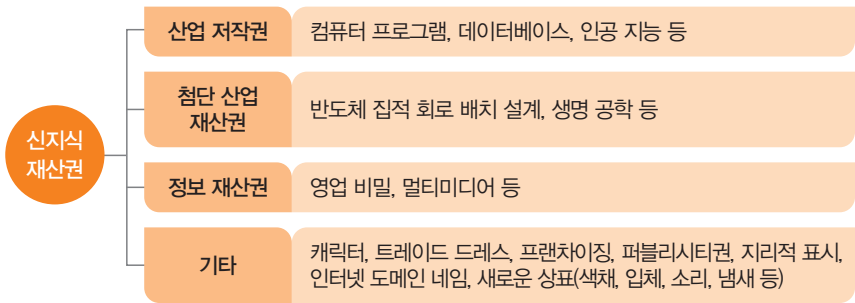 신지식
재산권
산업 저작권
컴퓨터 프로그램, 데이터베이스, 인공 지능 등
첨단 산업
재산권
반도체 집적 회로 배치 설계, 생명 공학 등
정보 재산권
영업 비밀, 멀티미디어 등
기타
캐릭터, 트레이드 드레스, 프랜차이징, 퍼블리시티권, 지리적 표시,
인터넷 도메인 네임, 새로운 상표(색채, 입체, 소리, 냄새 등)